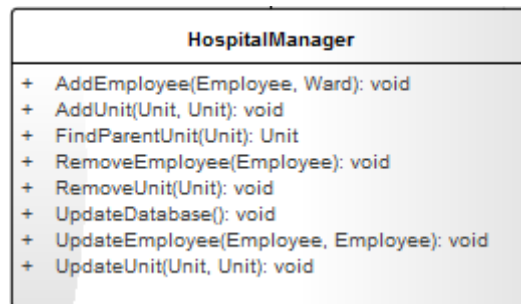 HospitalManager
+ AddEmployee(Employee, Ward): void
+ AddUnit(Unit, Unit): void
+ FindParentUnit(Unit): Unit
+ RemoveEmployee(Employee): void
+ RemoveUnit(Unit): void
+ UpdateDatabase(): void
+ UpdateEmployee(Employee, Employee): void
+ UpdateUnit(Unit, Unit): void